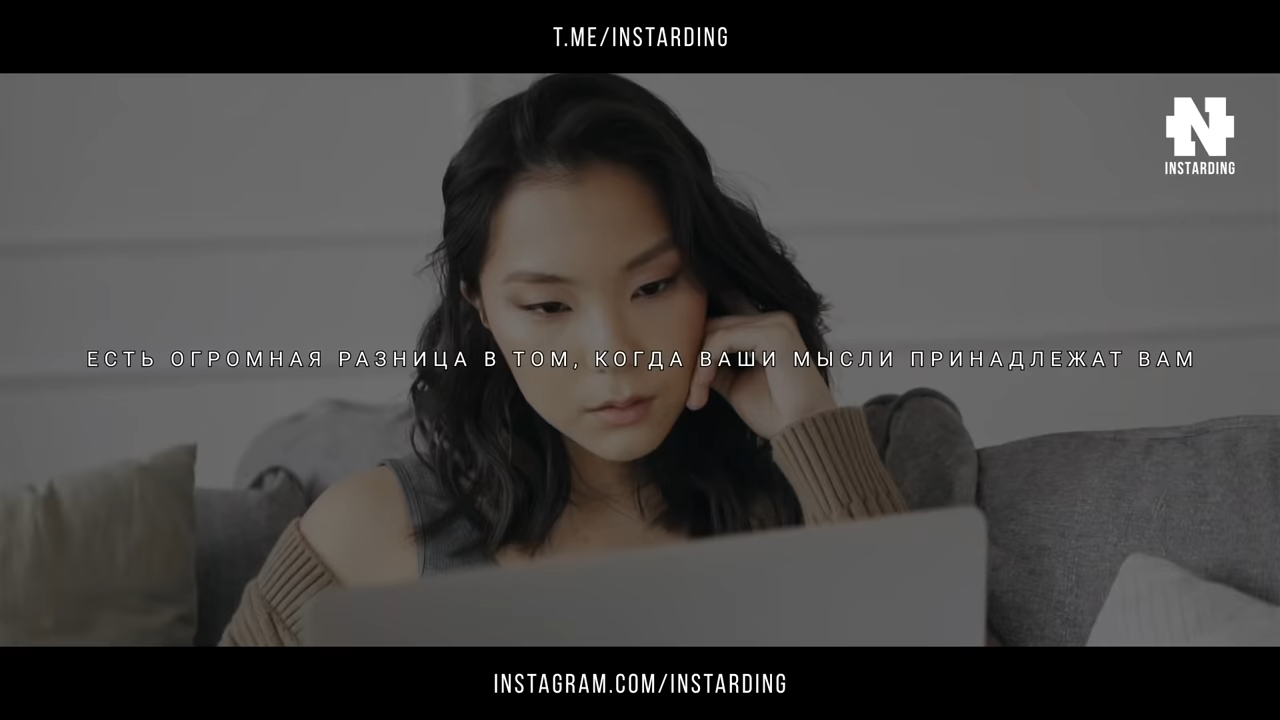 T.ME/INSTARDING
N
INSTARDING
ЕСТЬ ОГРОМНАЯ РАЗНИЦА В ТОМ, КОГДА ВАШИ МЫСЛИ ПРИНАДЛЕЖАТ ВАМ
INSTAGRAM.COM/INSTARDING